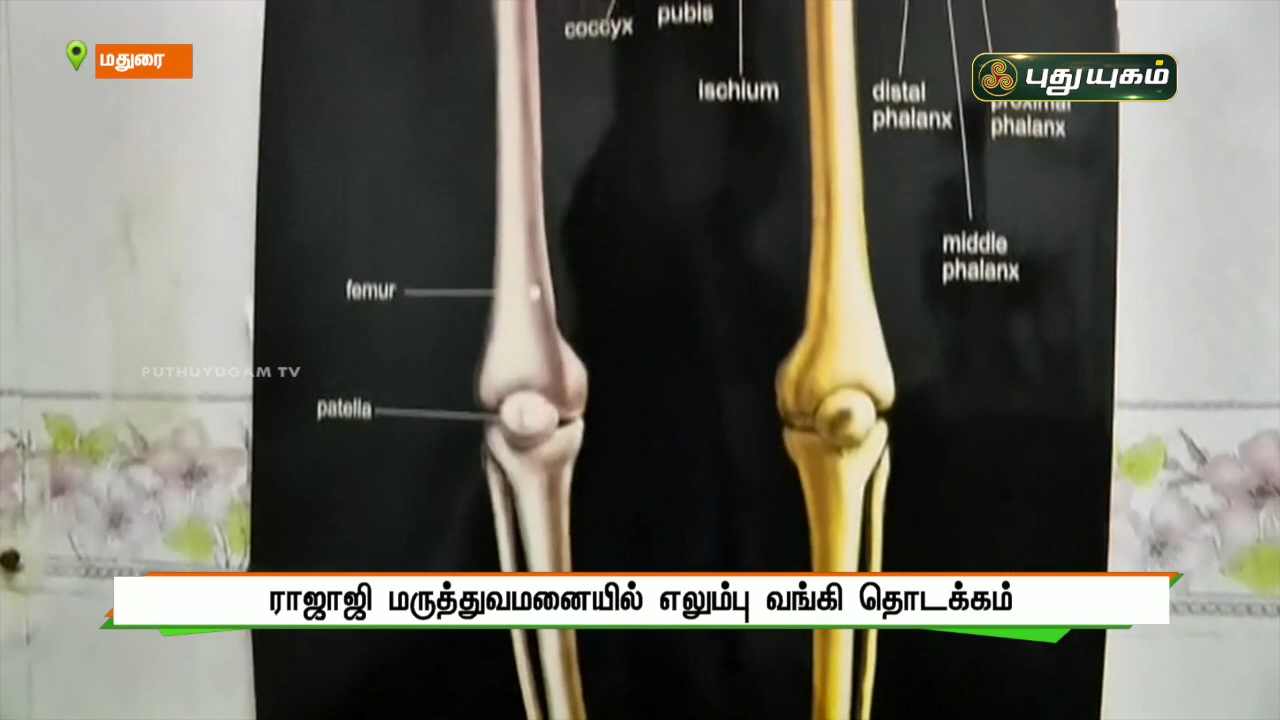 coccyx
pubis
ischium
distal
phalanx
proximal
phalanx
middle
phalanx
femur
patella
மதுரை
புதுயுகம்
PUTHUYUGAM TV
ராஜாஜி மருத்துவமனையில் எலும்பு வங்கி தொடக்கம்